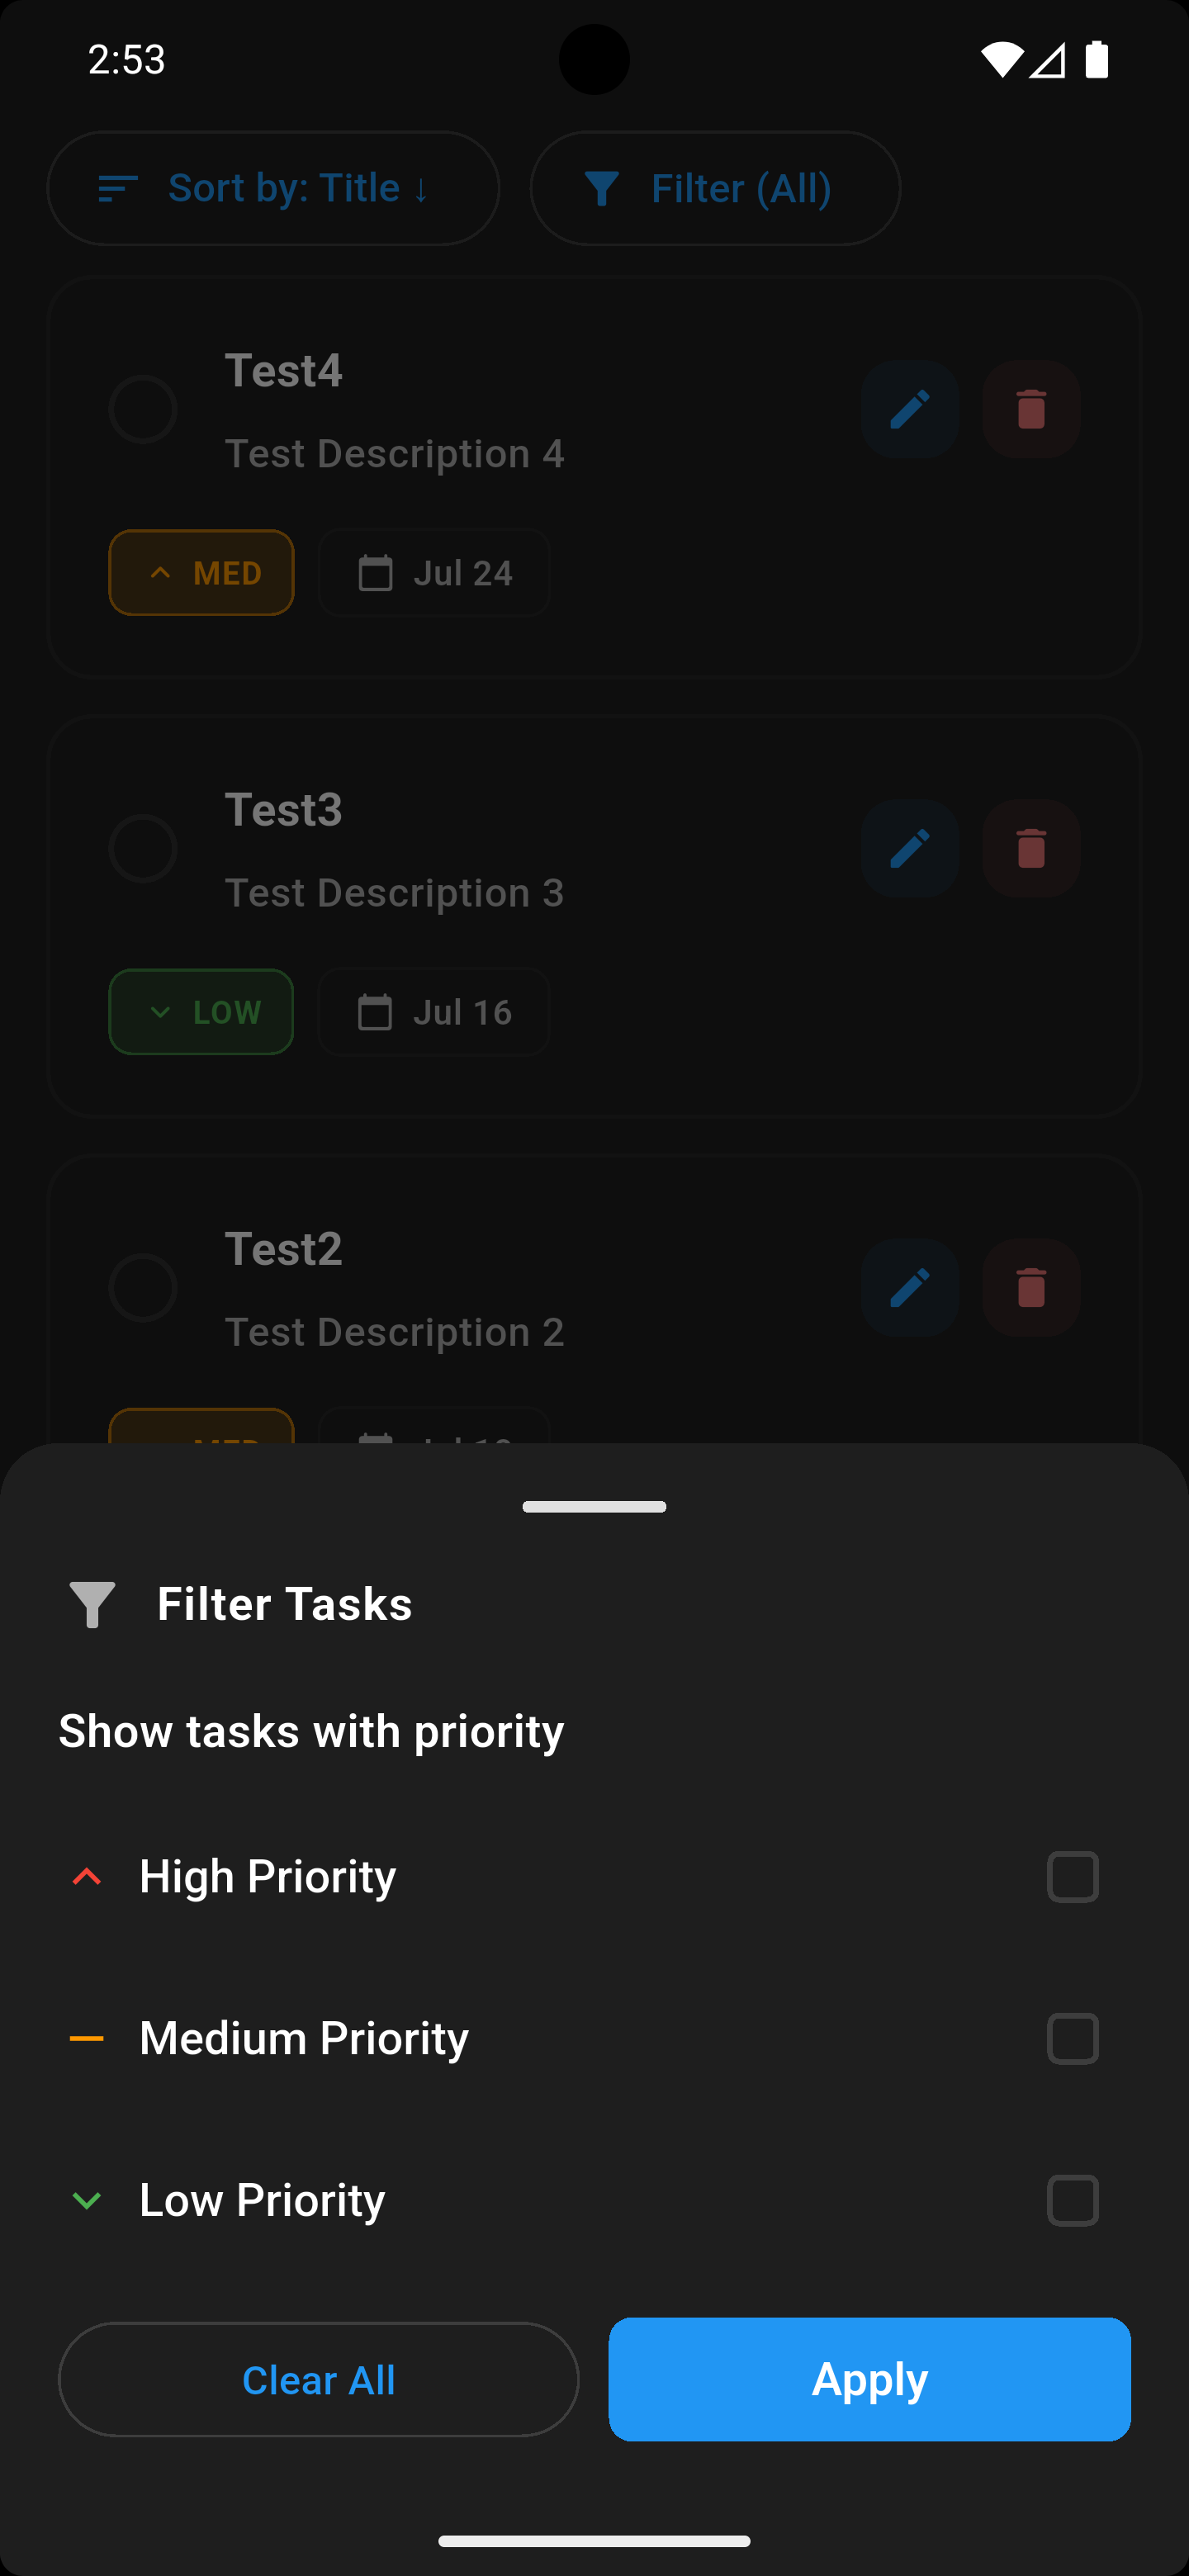 2:53
Sort by: Title ↓
Filter (All)
Test4
Test Description 4
MED
Jul 24
Test3
Test Description 3
LOW
Jul 16
Test2
Test Description 2
MED
Filter Tasks
Show tasks with priority
High Priority
Medium Priority
Low Priority
Clear All
Apply